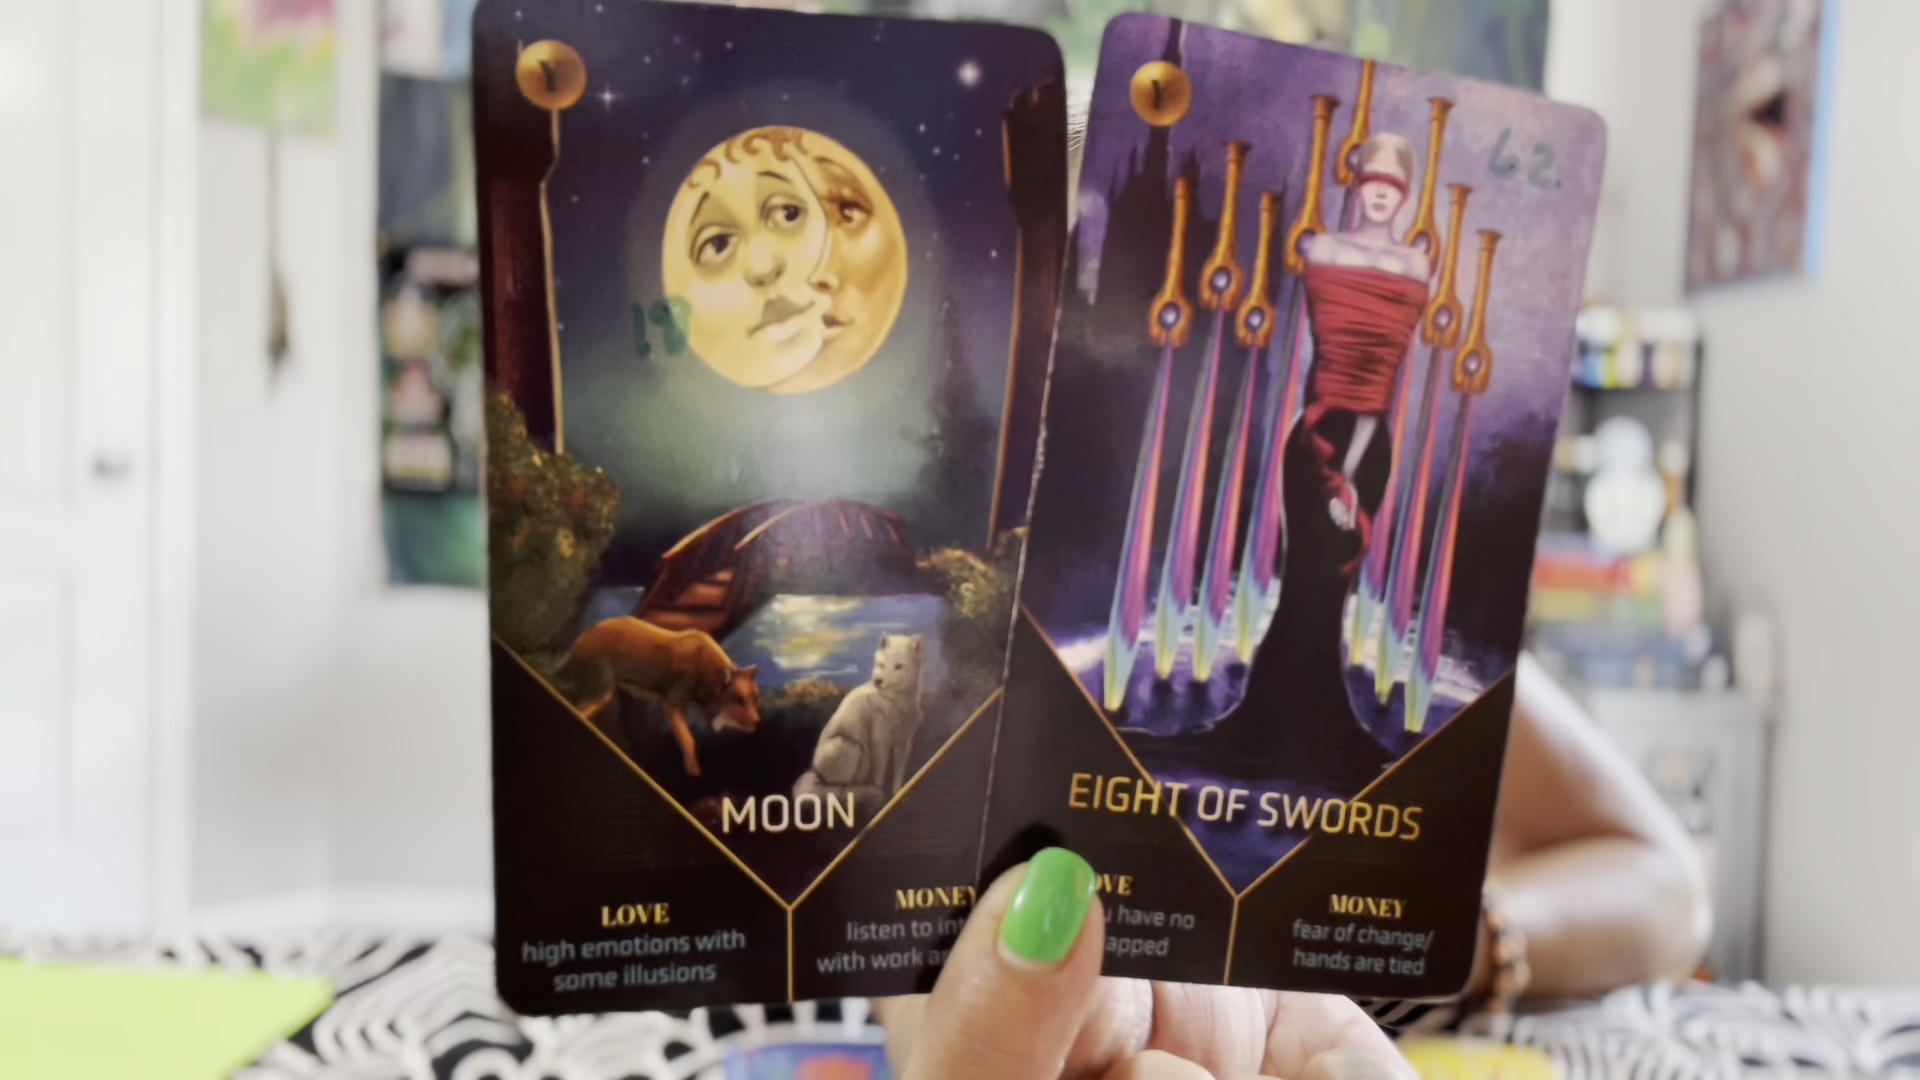 Y
18
MOON
LOVE
high emotions with
some illusions
MONEY
listen to
with work
Y
62.
EIGHT OF SWORDS
have no
MONEY
fear of change/
hands are tied